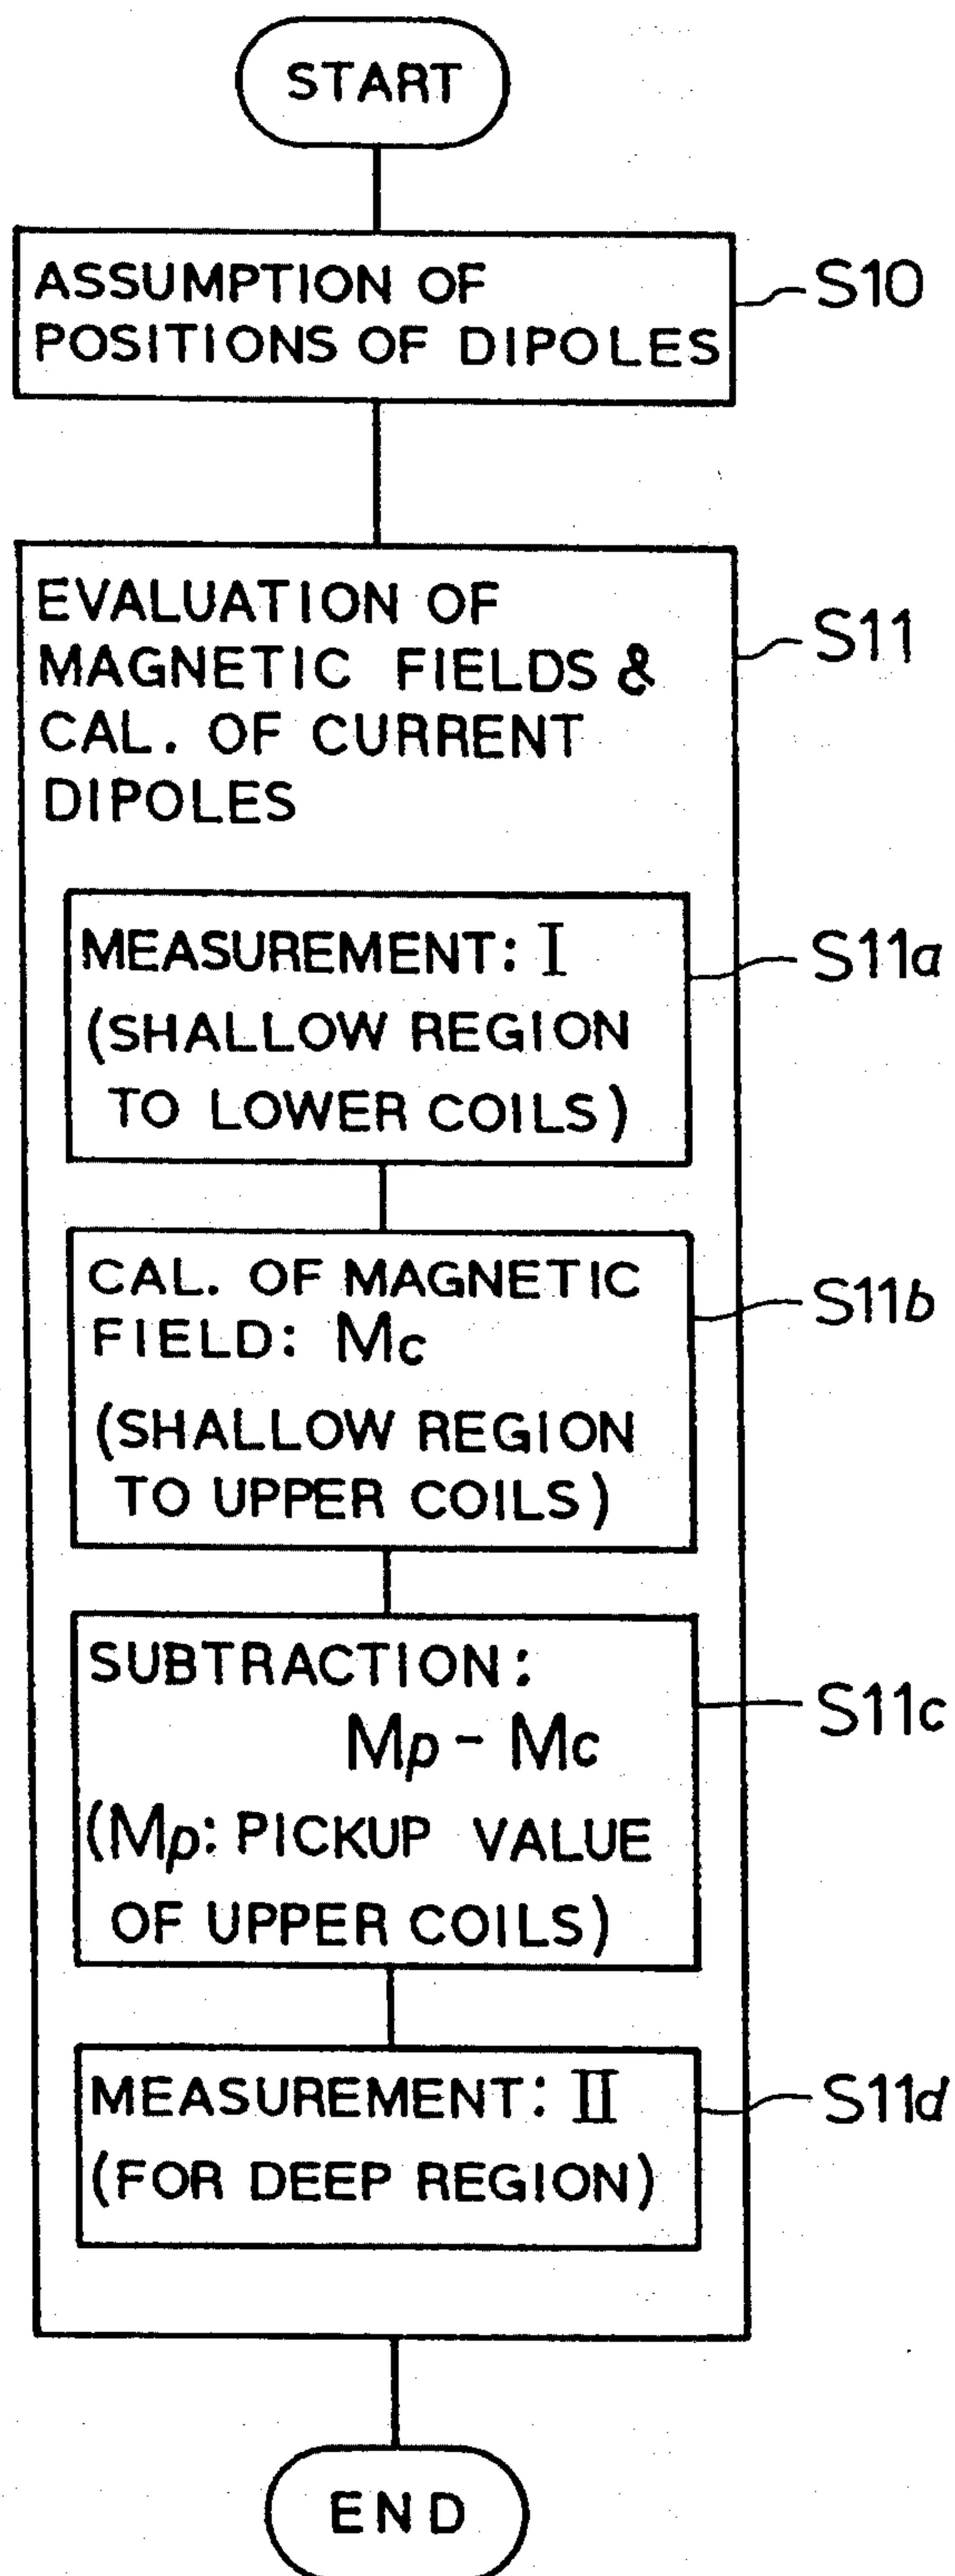 START
ASSUMPTION OF
POSITIONS OF DIPOLES
S10
EVALUATION OF
MAGNETIC FIELDS &
CAL. OF CURRENT
DIPOLES
S11
MEASUREMENT: I
(SHALLOW REGION
TO LOWER COILS)
S11a
CAL. OF MAGNETIC
FIELD: Mc
(SHALLOW REGION
TO UPPER COILS)
S11b
SUBTRACTION:
Mp - Mc
(Mp: PICKUP VALUE
OF UPPER COILS)
S11c
MEASUREMENT: II
(FOR DEEP REGION)
S11d
END